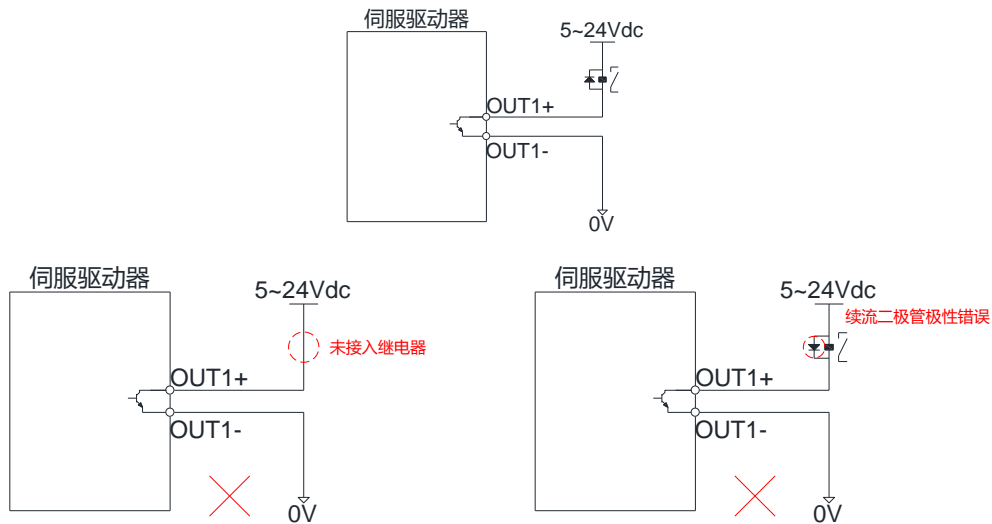 伺服驱动器
5~24Vdc
OUT1+
OUT1-
0V
伺服驱动器
5~24Vdc
未接入继电器
OUT1+
OUT1-
0V
伺服驱动器
5~24Vdc
续流二极管极性错误
OUT1+
OUT1-
0V